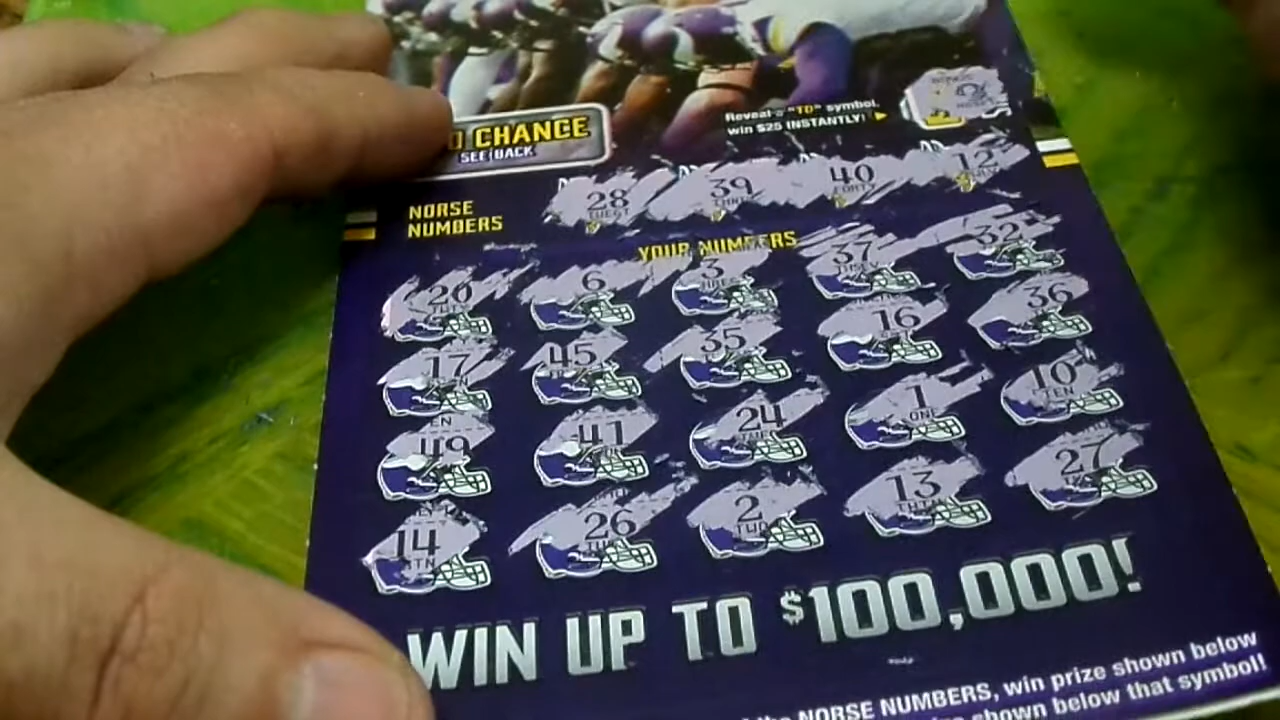 CHANCE
SEE BACK
Reveal a "TD" symbol,
win $25 INSTANTLY!
NORSE
NUMBERS
28 39 40 12
YOUR NUMBERS
20 6 3 37 32
17 45 35 16 36
49 41 24 1 10
ONE TEN
14 26 2 13 27
TWO
WIN UP TO $100,000!
the NORSE NUMBERS, win prize shown below
shown below that symbol!